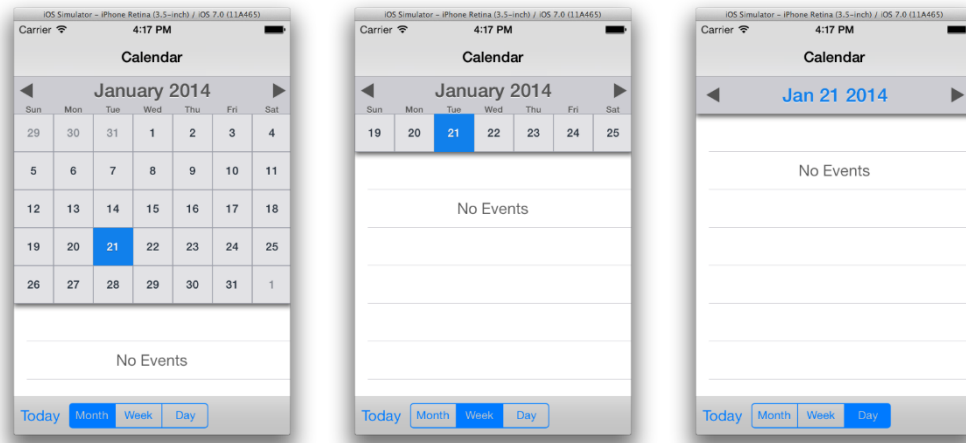 iOS Simulator – iPhone Retina (3.5-inch) / iOS 7.0 (11A465)
Carrier 4:17 PM
Calendar
January 2014
Sun Mon Tue Wed Thu Fri Sat
29 30 31 1 2 3 4
5 6 7 8 9 10 11
12 13 14 15 16 17 18
19 20 21 22 23 24 25
26 27 28 29 30 31 1
No Events
Today Month Week Day
iOS Simulator – iPhone Retina (3.5-inch) / iOS 7.0 (11A465)
Carrier 4:17 PM
Calendar
January 2014
Sun Mon Tue Wed Thu Fri Sat
19 20 21 22 23 24 25
No Events
Today Month Week Day
iOS Simulator – iPhone Retina (3.5-inch) / iOS 7.0 (11A465)
Carrier 4:17 PM
Calendar
Jan 21 2014
No Events
Today Month Week Day